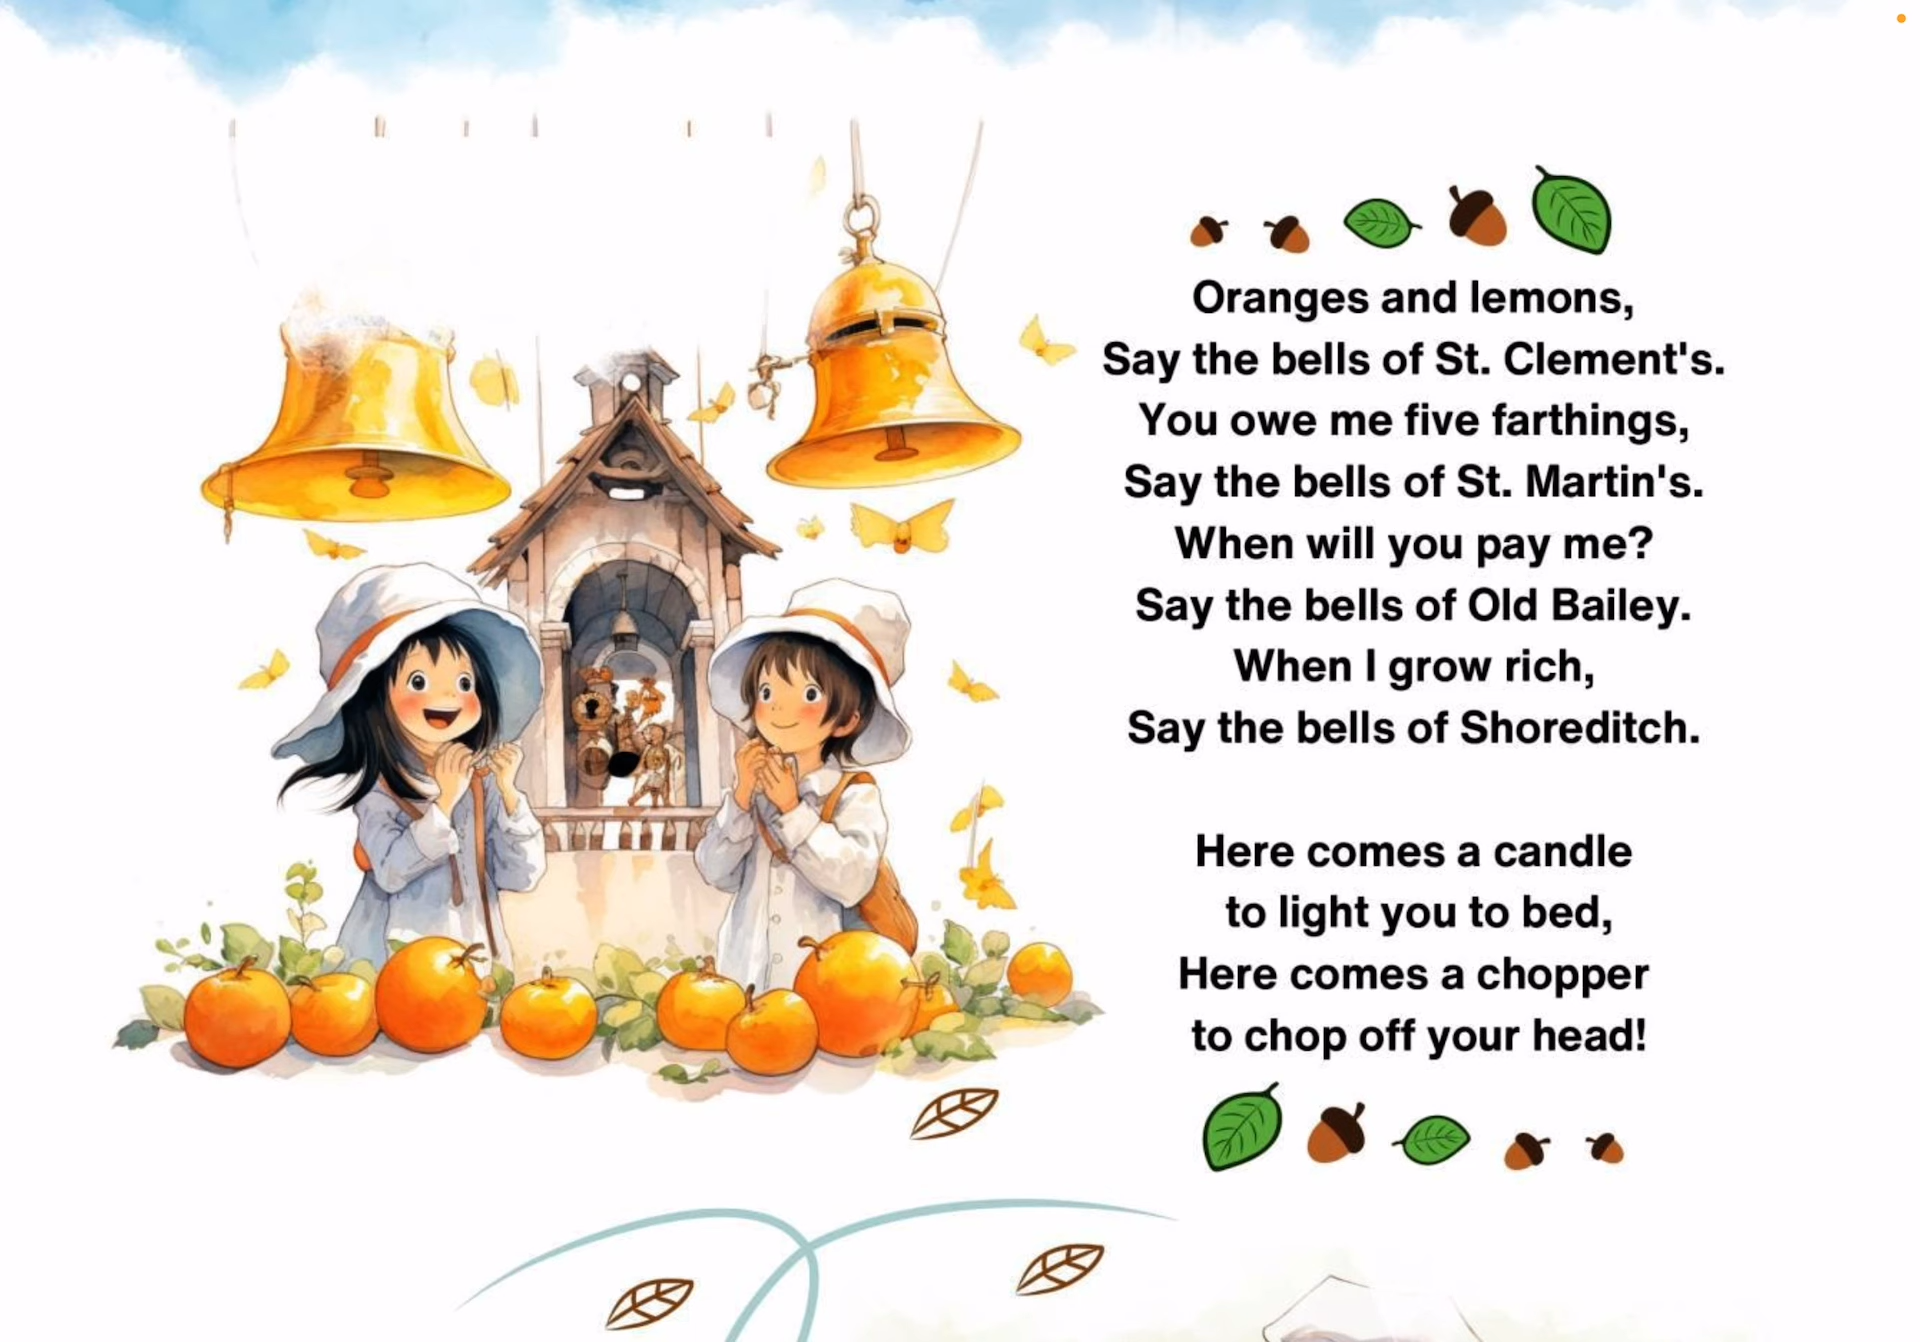 Oranges and lemons,
Say the bells of St. Clement's.
You owe me five farthings,
Say the bells of St. Martin's.
When will you pay me?
Say the bells of Old Bailey.
When I grow rich,
Say the bells of Shoreditch.
Here comes a candle
to light you to bed,
Here comes a chopper
to chop off your head!